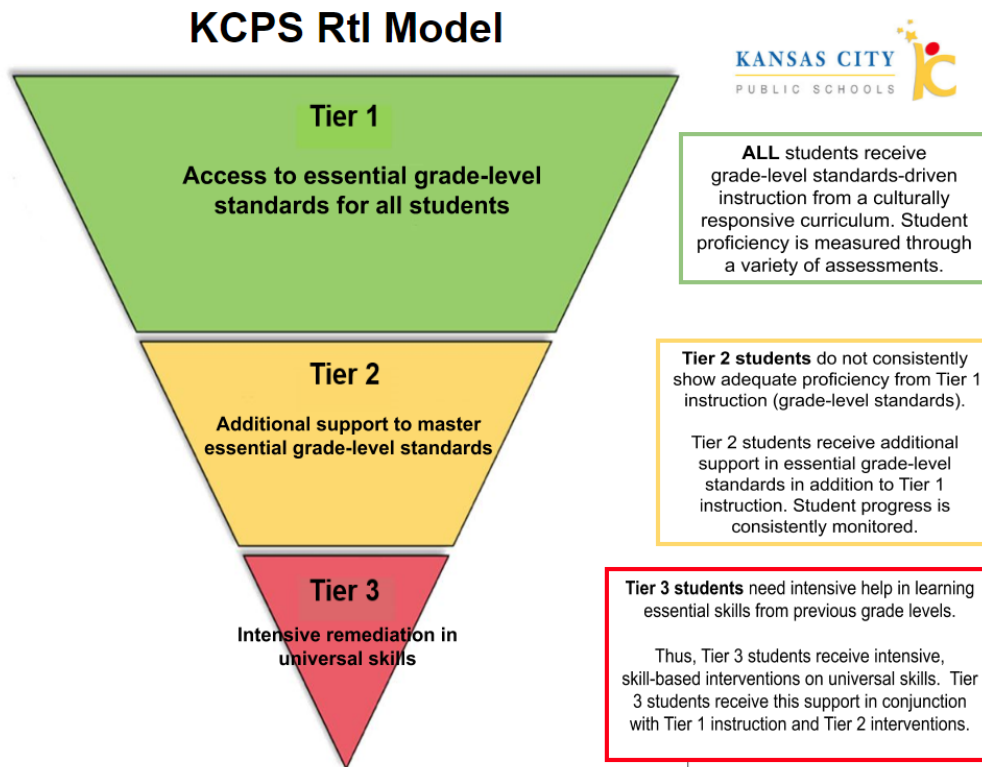 KCPS RtI Model
KANSAS CITY
PUBLIC SCHOOLS
Tier 1
Access to essential grade-level
standards for all students
ALL students receive
grade-level standards-driven
instruction from a culturally
responsive curriculum. Student
proficiency is measured through
a variety of assessments.
Tier 2
Additional support to master
essential grade-level standards
Tier 2 students do not consistently
show adequate proficiency from Tier 1
instruction (grade-level standards).
Tier 2 students receive additional
support in essential grade-level
standards in addition to Tier 1
instruction. Student progress is
consistently monitored.
Tier 3
Intensive remediation in
universal skills
Tier 3 students need intensive help in learning
essential skills from previous grade levels.
Thus, Tier 3 students receive intensive,
skill-based interventions on universal skills. Tier
3 students receive this support in conjunction
with Tier 1 instruction and Tier 2 interventions.